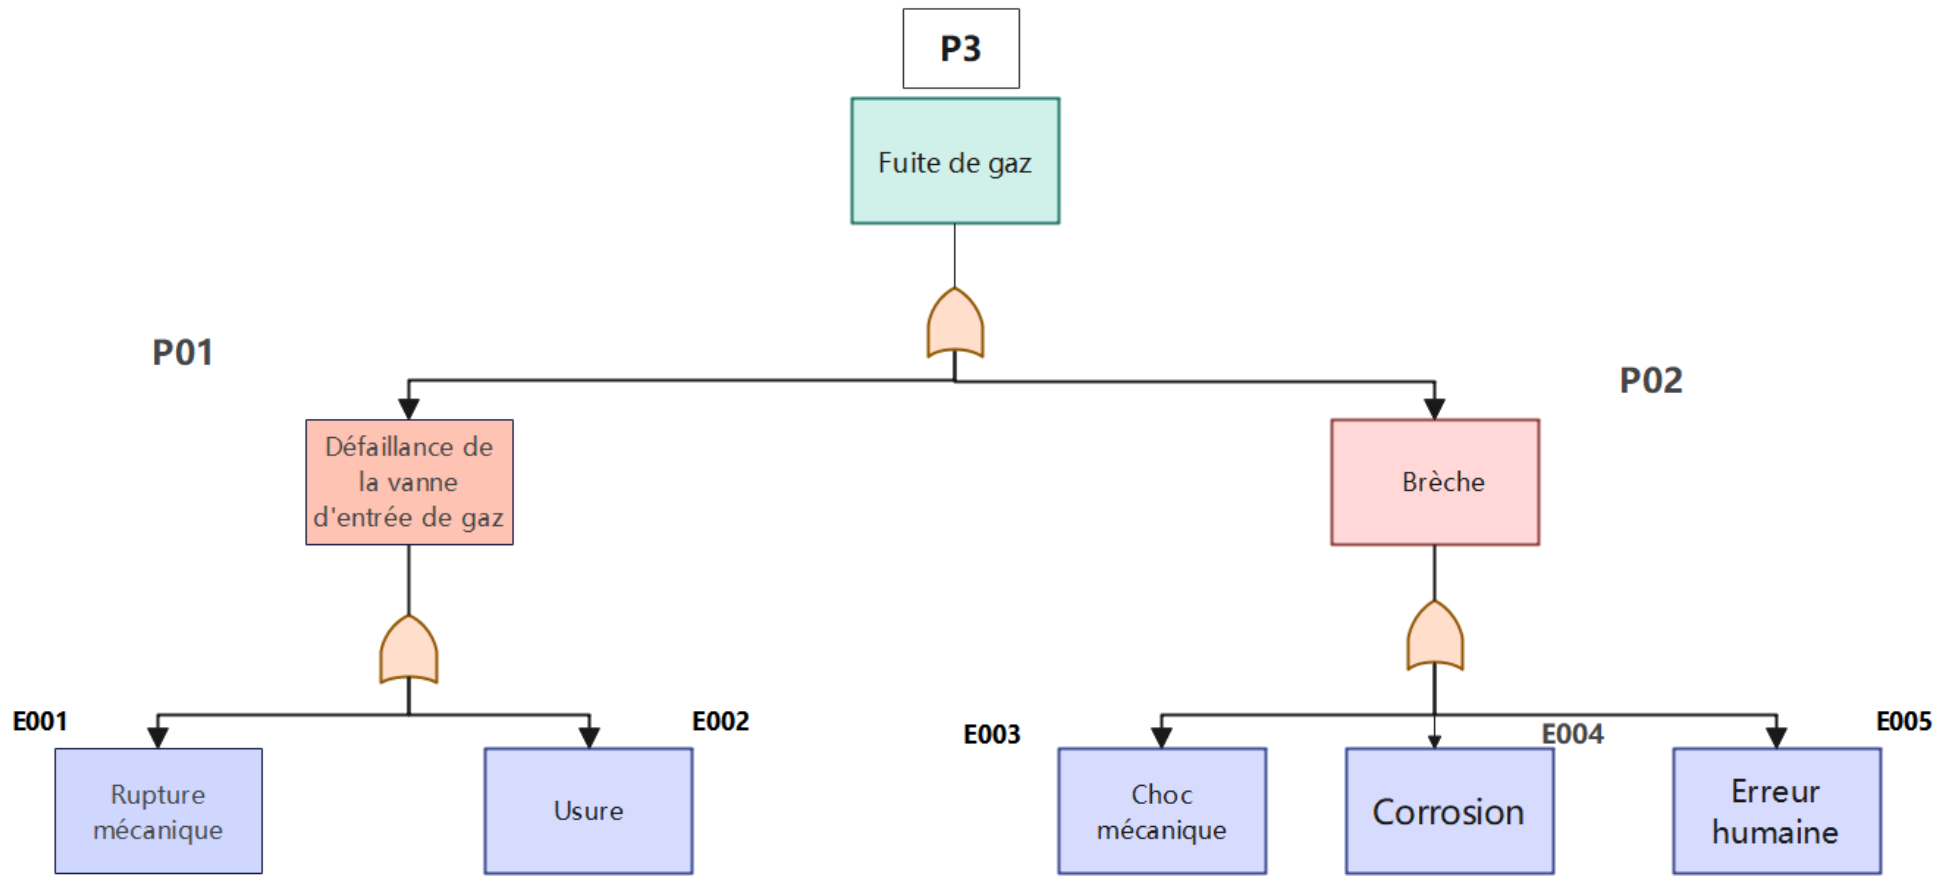 P3
Fuite de gaz
P01
P02
Défaillance de
la vanne
d'entrée de gaz
Brèche
E001
E002
E003
E004
E005
Rupture
mécanique
Usure
Choc
mécanique
Corrosion
Erreur
humaine